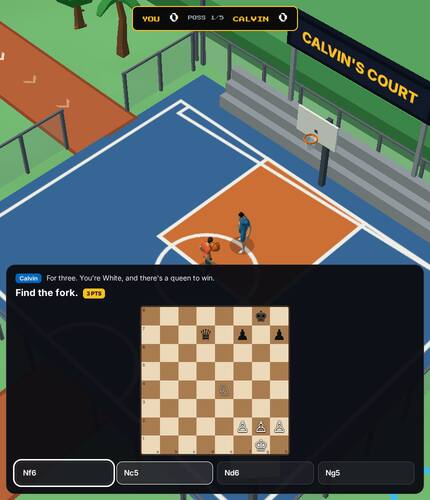 YOU 0 POSS 1/5 CALVIN 0
CALVIN'S COURT
Calvin For three. You're White, and there's a queen to win.
Find the fork. 3 PTS
Nf6 Nc5 Nd6 Ng5